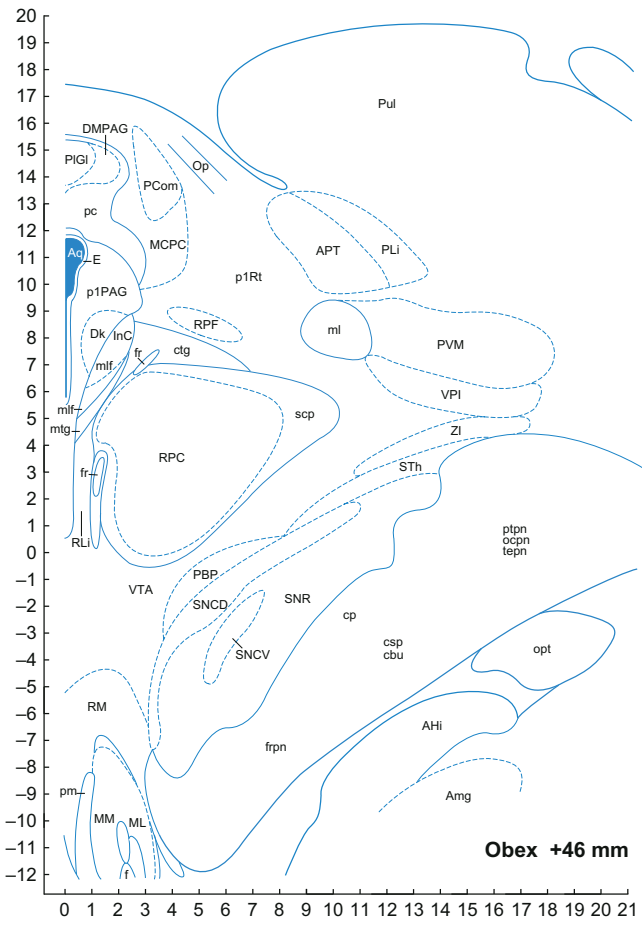 20
19
18
17
16
15
14
13
12
11
10
9
8
7
6
5
4
3
2
1
0
–1
–2
–3
–4
–5
–6
–7
–8
–9
–10
–11
–12
Pul
DMPAG
PIGl
Op
PCom
pc
MCPC
Aq
E
APT
PLi
p1Rt
p1PAG
Dk
InC
RPF
ml
PVM
fr
ctg
mlf
VPI
mlf
scp
mtg
ZI
RPC
STh
fr
RLi
ptpn
ocpn
tepn
PBP
VTA
SNCD
SNR
cp
SNCV
csp
cbu
opt
RM
AHi
frpn
pm
Amg
MM
ML
f
Obex +46 mm
0 1 2 3 4 5 6 7 8 9 10 11 12 13 14 15 16 17 18 19 20 21